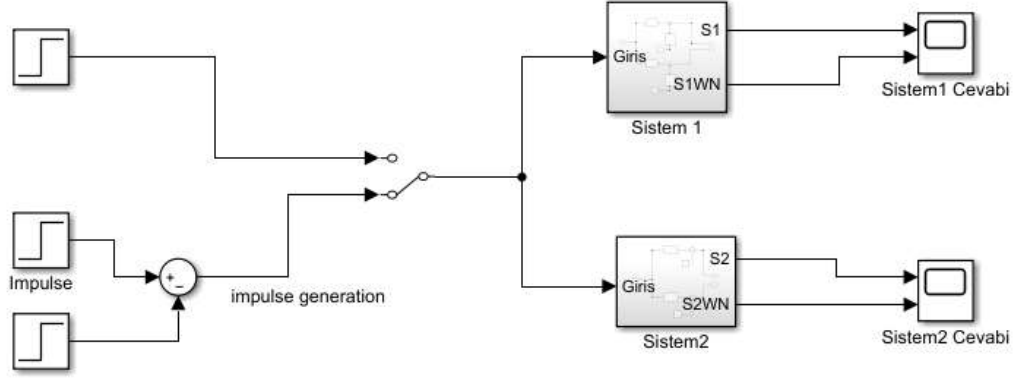 S1
Giris
S1WN
Sistem1 Cevabi
Sistem 1
Impulse
+
−
impulse generation
S2
Giris
S2WN
Sistem2
Sistem2 Cevabi